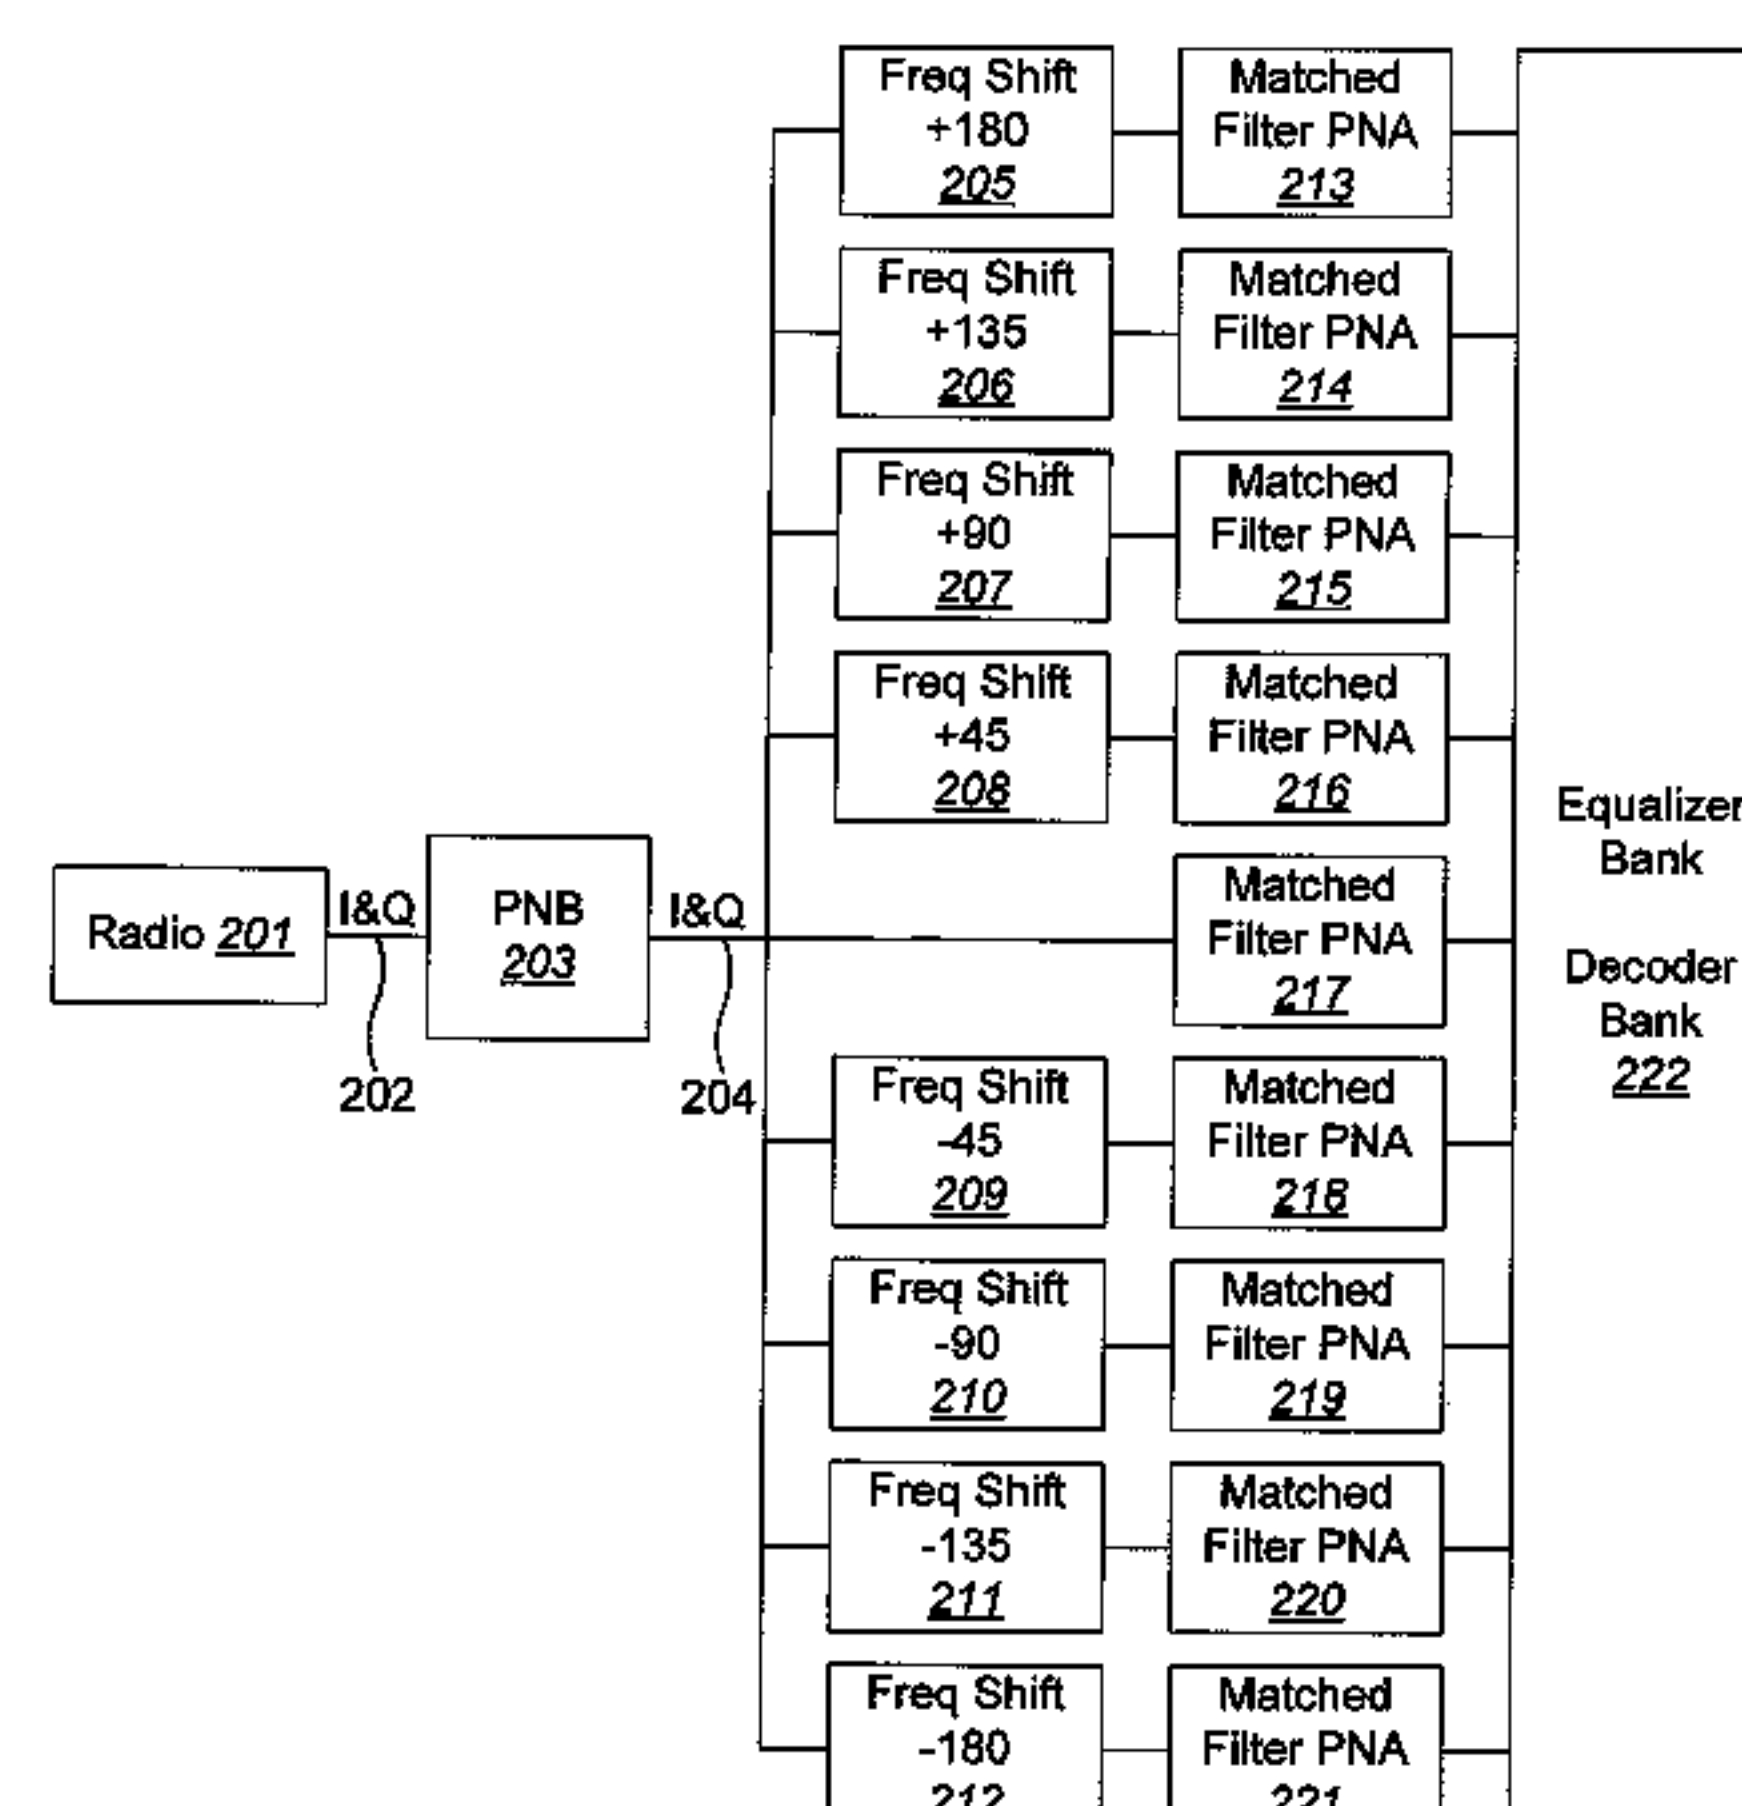 Freq Shift
+180
205
Matched
Filter PNA
213
Freq Shift
+135
206
Matched
Filter PNA
214
Freq Shift
+90
207
Matched
Filter PNA
215
Freq Shift
+45
208
Matched
Filter PNA
216
Radio 201
I&Q
202
PNB
203
I&Q
204
Matched
Filter PNA
217
Equalizer
Bank
Decoder
Bank
222
Freq Shift
-45
209
Matched
Filter PNA
218
Freq Shift
-90
210
Matched
Filter PNA
219
Freq Shift
-135
211
Matched
Filter PNA
220
Freq Shift
-180
212
Matched
Filter PNA
221